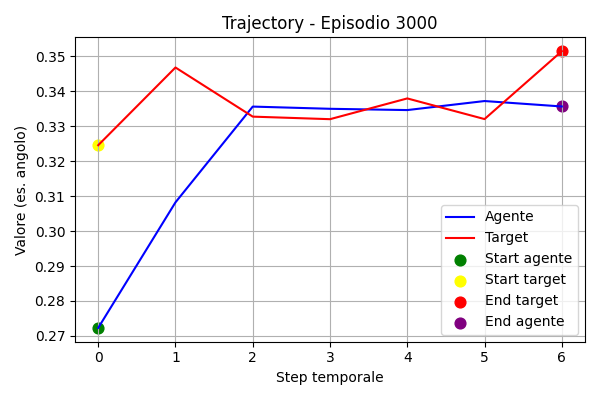 Trajectory - Episodio 3000
Valore (es. angolo)
0.35
0.34
0.33
0.32
0.31
0.30
0.29
0.28
0.27
Agente
Target
Start agente
Start target
End target
End agente
0 1 2 3 4 5 6
Step temporale